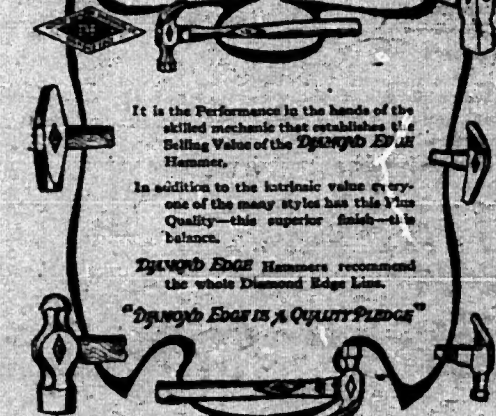 It is the Performance in the hands of the
skilled mechanic that establishes the
Selling Value of the DIAMOND EDGE
Hammer.
In addition to the intrinsic value every-
one of the many styles has this Plus
Quality—this superior finish—this
balance.
DIAMOND EDGE Hammers recommend
the whole Diamond Edge Line.
"DIAMOND EDGE IS A QUALITY PLEDGE"